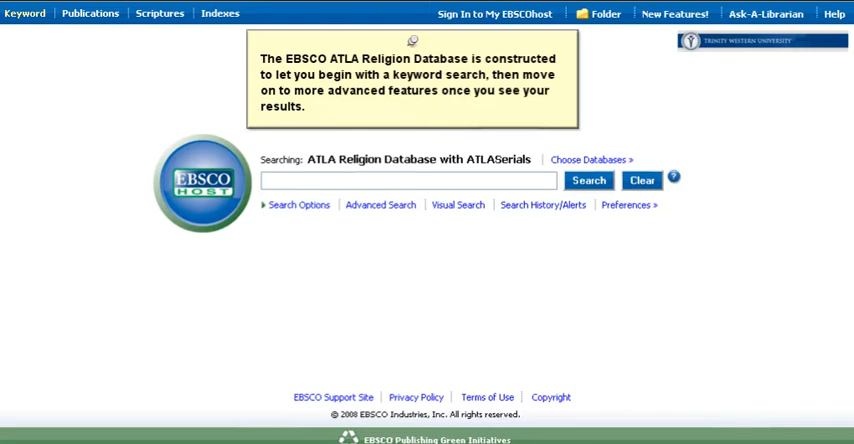 Keyword Publications Scriptures Indexes Sign In to My EBSCOhost Folder New Features! Ask-A-Librarian Help
TRINITY WESTERN UNIVERSITY
The EBSCO ATLA Religion Database is constructed
to let you begin with a keyword search, then move
on to more advanced features once you see your
results.
Searching: ATLA Religion Database with ATLASerials Choose Databases »
EBSCO
HOST
Search Clear ?
Search Options Advanced Search Visual Search Search History/Alerts Preferences »
EBSCO Support Site Privacy Policy Terms of Use Copyright
© 2008 EBSCO Industries, Inc. All rights reserved.
EBSCO Publishing Green Initiatives